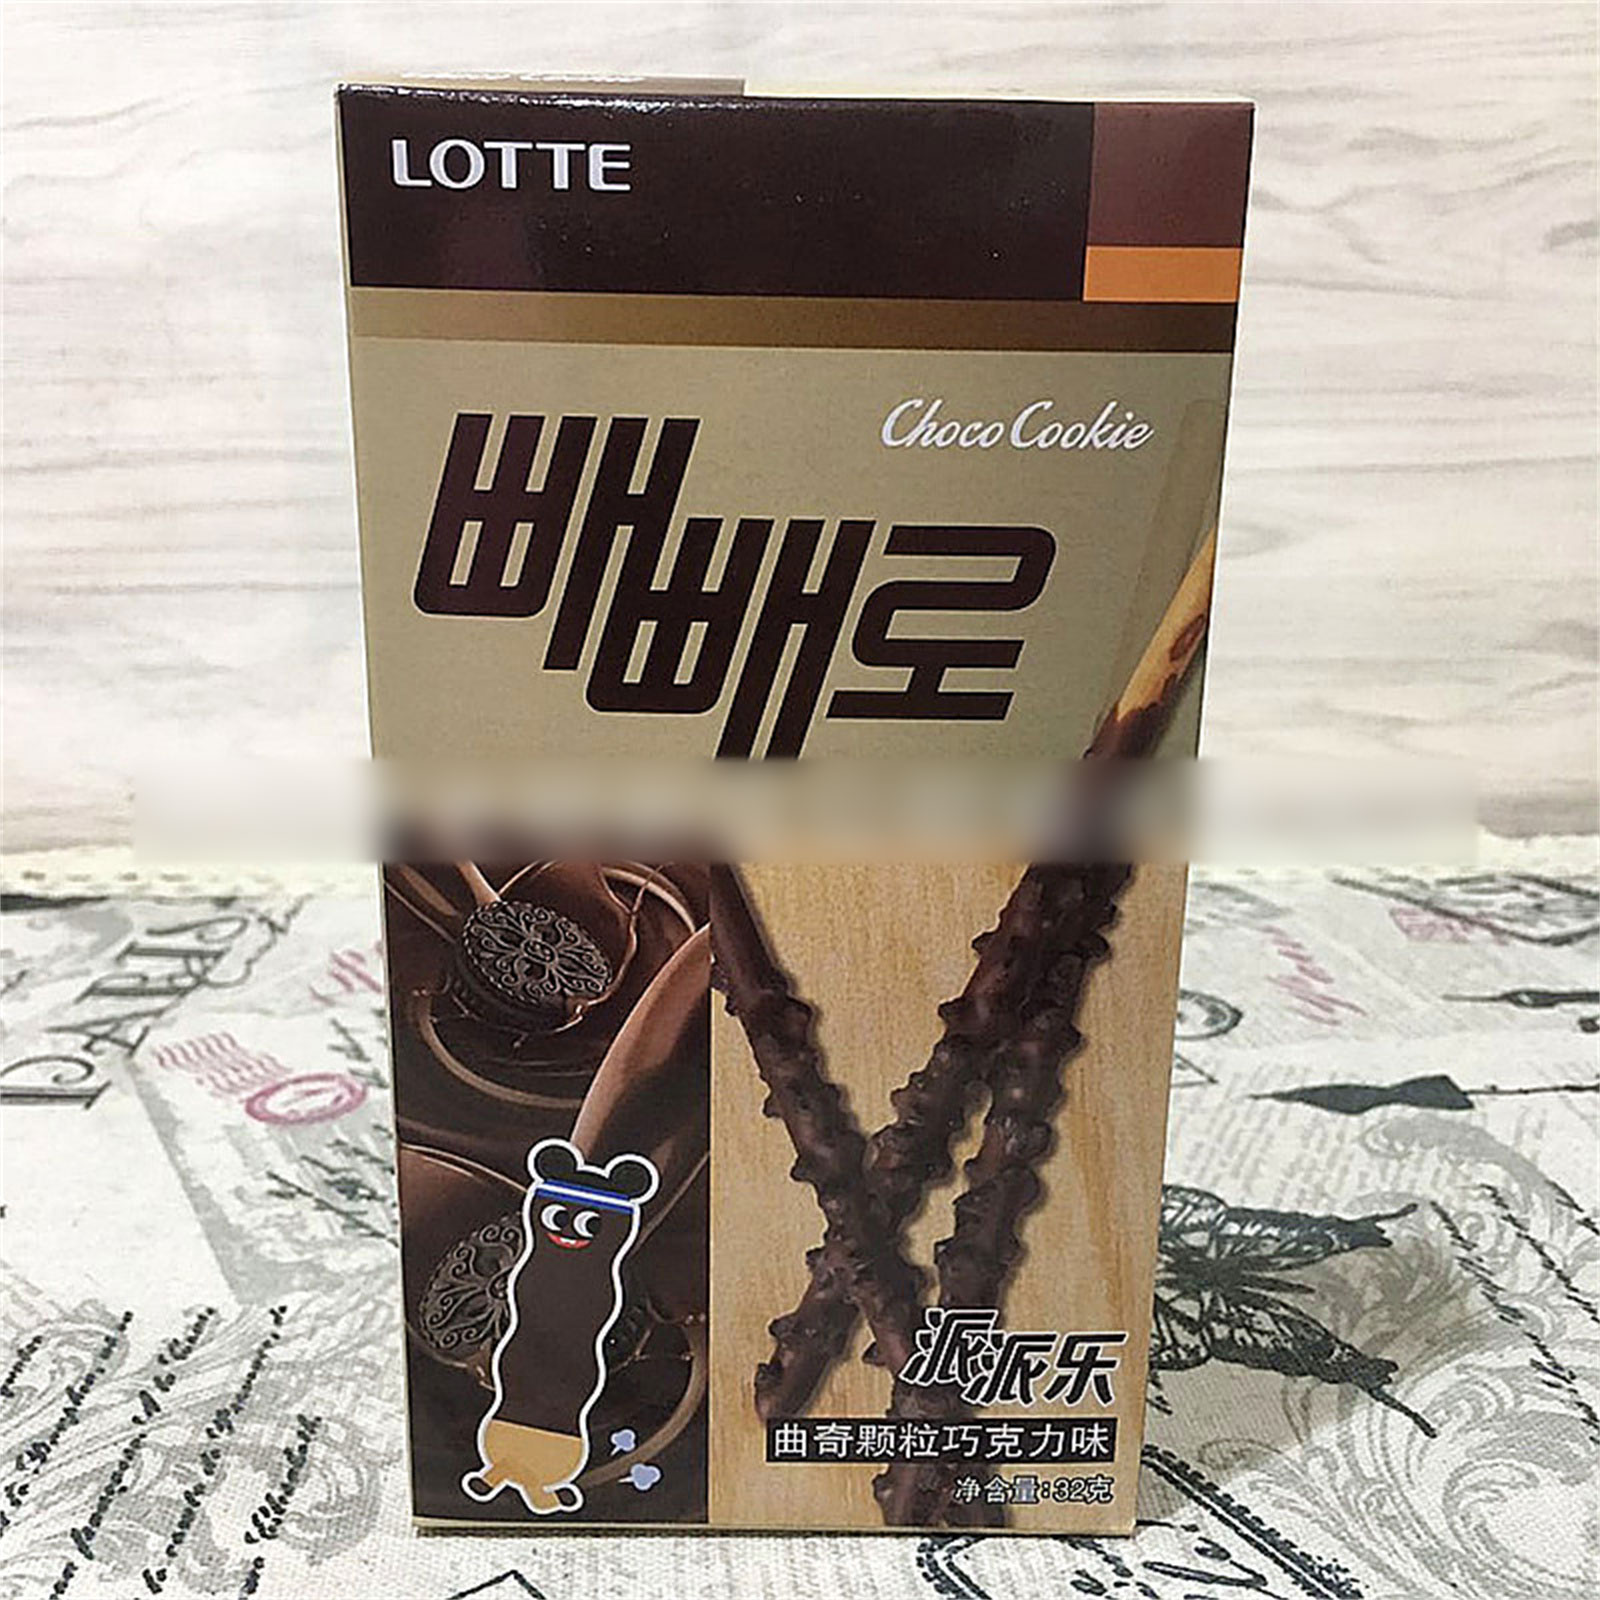 LOTTE
Choco Cookie
빼빼로
PARIS
派派乐
曲奇颗粒巧克力味
净含量:32克